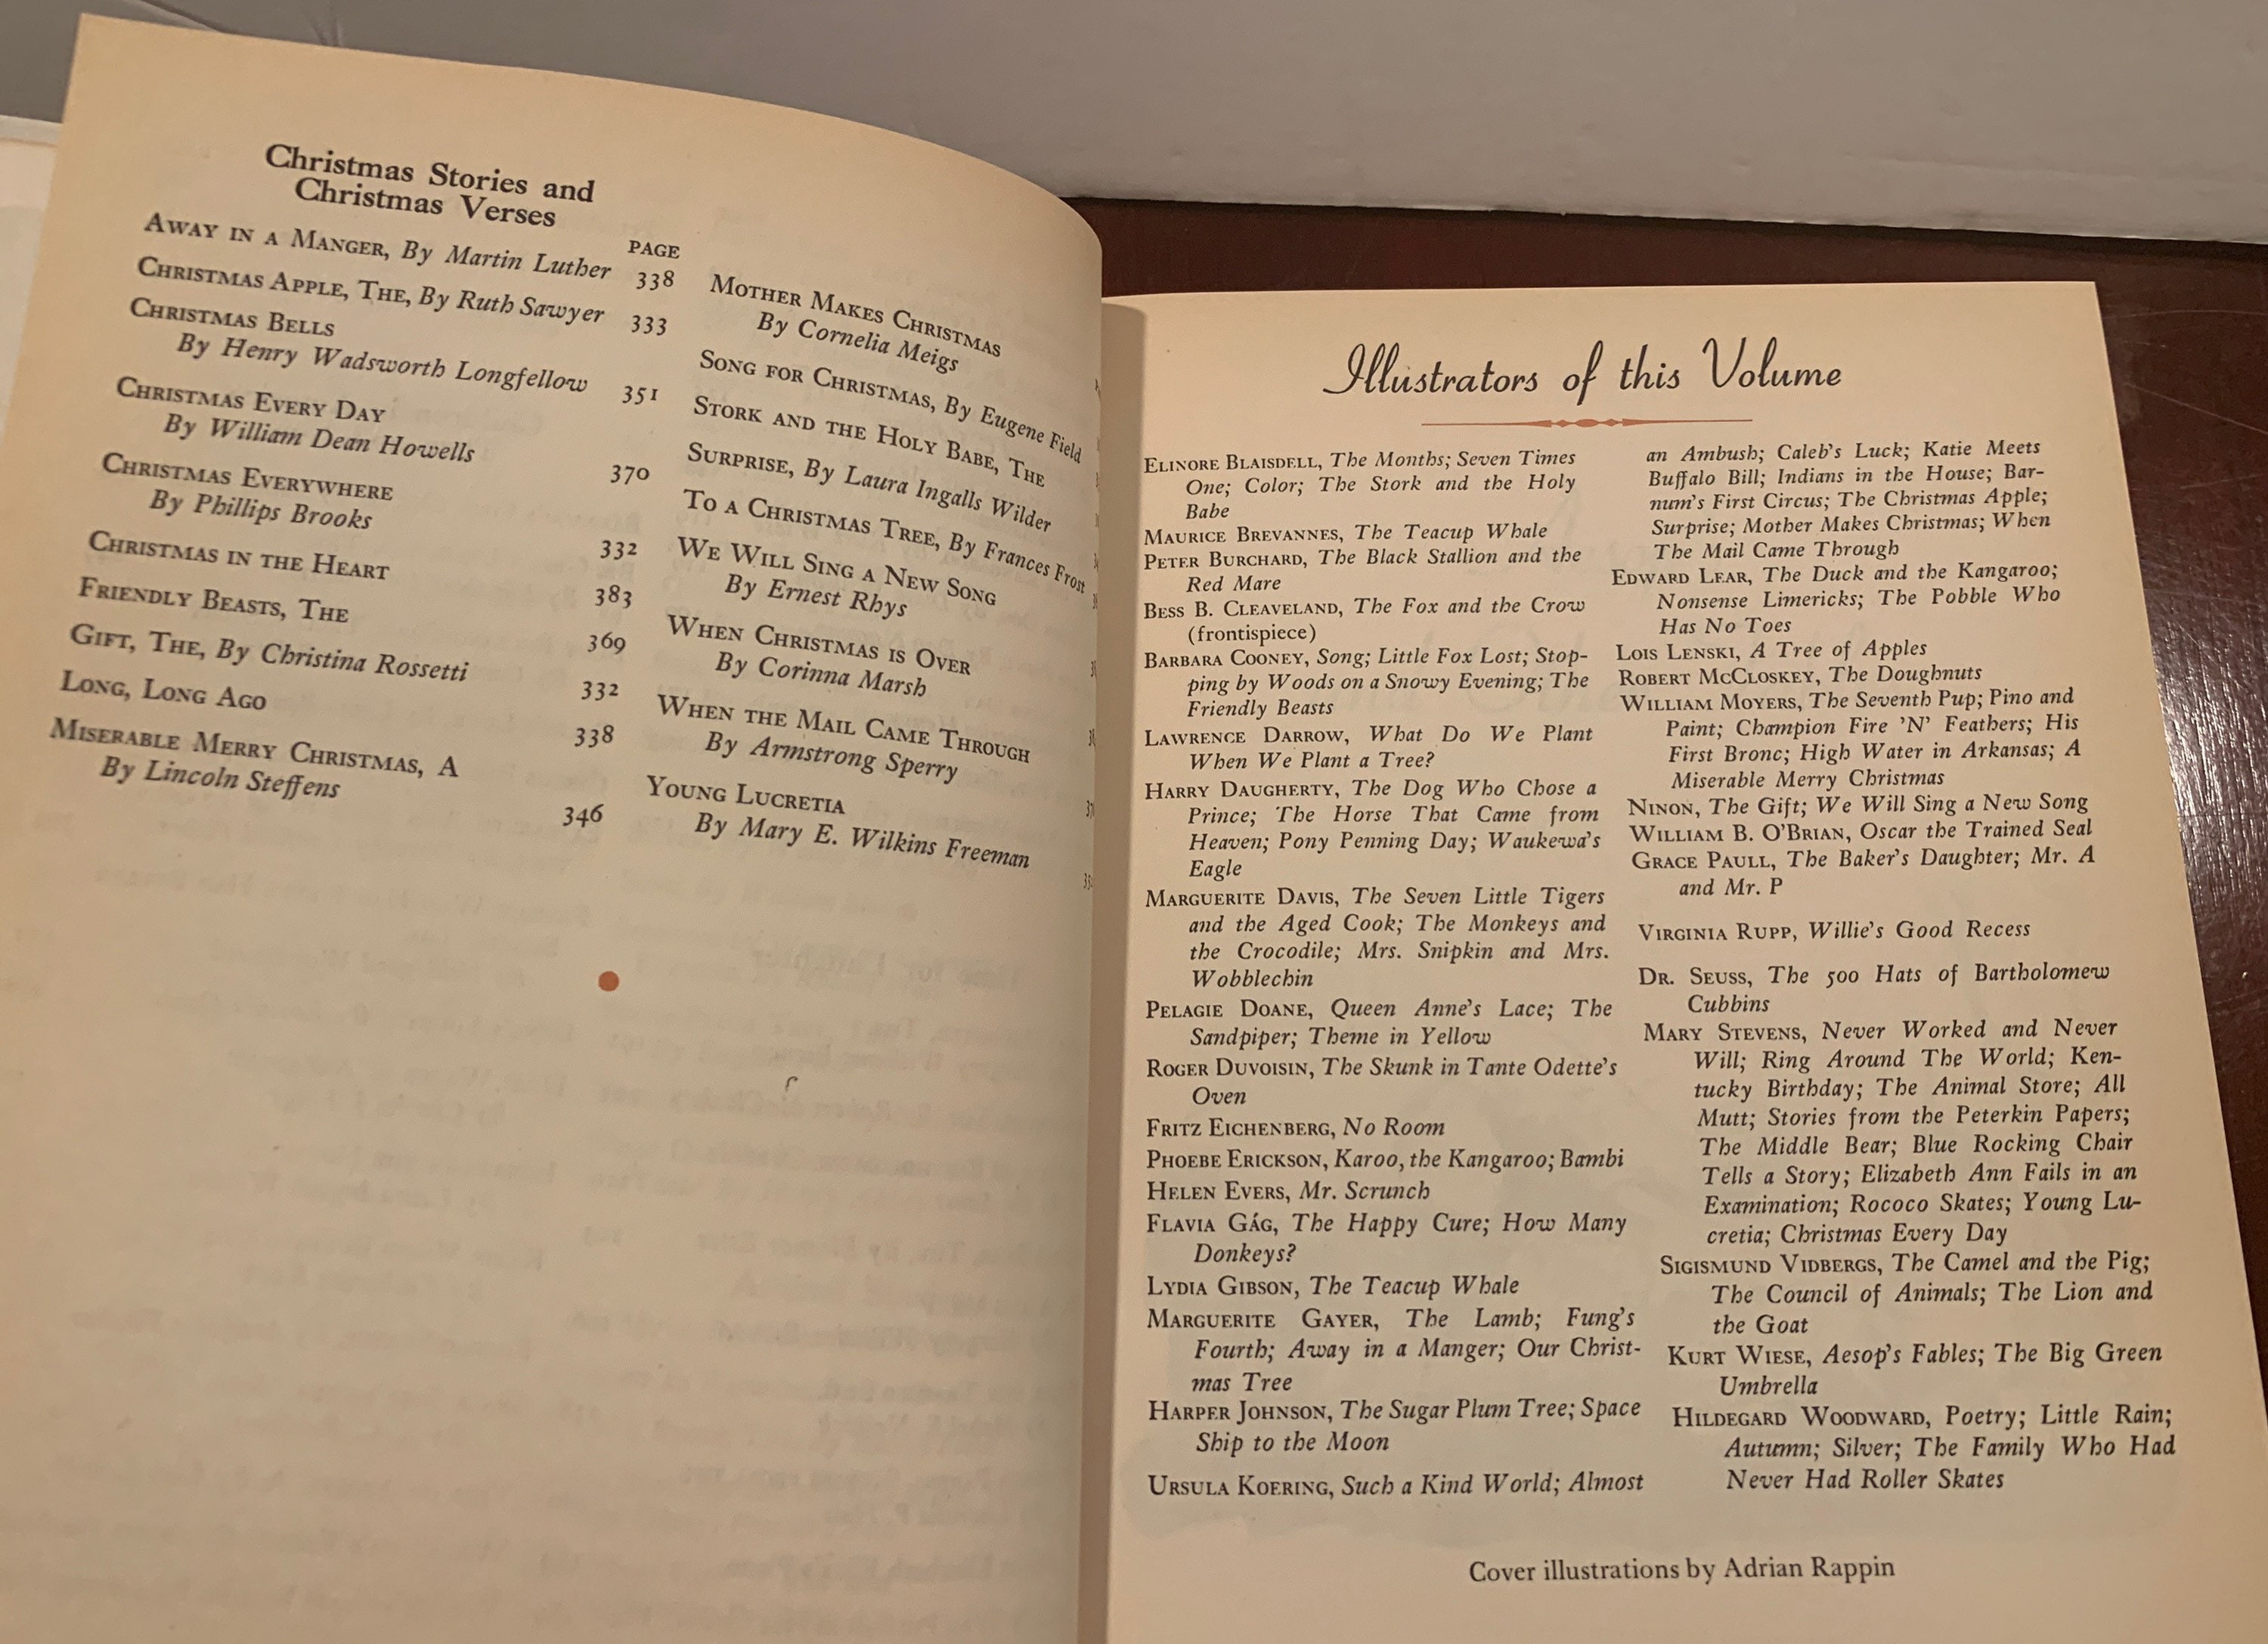 Christmas Stories and
Christmas Verses
PAGE
AWAY IN A MANGER, By Martin Luther 338
CHRISTMAS APPLE, THE, By Ruth Sawyer 333
CHRISTMAS BELLS
By Henry Wadsworth Longfellow 351
CHRISTMAS EVERY DAY
By William Dean Howells 370
CHRISTMAS EVERYWHERE
By Phillips Brooks 332
CHRISTMAS IN THE HEART 383
FRIENDLY BEASTS, THE 369
GIFT, THE, By Christina Rossetti 332
LONG, LONG AGO 338
MISERABLE MERRY CHRISTMAS, A
By Lincoln Steffens 346
MOTHER MAKES CHRISTMAS
By Cornelia Meigs
SONG FOR CHRISTMAS, By Eugene Field
STORK AND THE HOLY BABE, THE
SURPRISE, By Laura Ingalls Wilder
TO A CHRISTMAS TREE, By Frances Frost
WE WILL SING A NEW SONG
By Ernest Rhys
WHEN CHRISTMAS IS OVER
By Corinna Marsh
WHEN THE MAIL CAME THROUGH
By Armstrong Sperry
YOUNG LUCRETIA
By Mary E. Wilkins Freeman
Illustrators of this Volume
ELINORE BLAISDELL, The Months; Seven Times
One; Color; The Stork and the Holy
Babe
MAURICE BREVANNES, The Teacup Whale
PETER BURCHARD, The Black Stallion and the
Red Mare
BESS B. CLEAVELAND, The Fox and the Crow
(frontispiece)
BARBARA COONEY, Song; Little Fox Lost; Stop-
ping by Woods on a Snowy Evening; The
Friendly Beasts
LAWRENCE DARROW, What Do We Plant
When We Plant a Tree?
HARRY DAUGHERTY, The Dog Who Chose a
Prince; The Horse That Came from
Heaven; Pony Penning Day; Waukewa's
Eagle
MARGUERITE DAVIS, The Seven Little Tigers
and the Aged Cook; The Monkeys and
the Crocodile; Mrs. Snipkin and Mrs.
Wobblechin
PELAGIE DOANE, Queen Anne's Lace; The
Sandpiper; Theme in Yellow
ROGER DUVOISIN, The Skunk in Tante Odette's
Oven
FRITZ EICHENBERG, No Room
PHOEBE ERICKSON, Karoo, the Kangaroo; Bambi
HELEN EVERS, Mr. Scrunch
FLAVIA GÁG, The Happy Cure; How Many
Donkeys?
LYDIA GIBSON, The Teacup Whale
MARGUERITE GAYER, The Lamb; Fung's
Fourth; Away in a Manger; Our Christ-
mas Tree
HARPER JOHNSON, The Sugar Plum Tree; Space
Ship to the Moon
URSULA KOERING, Such a Kind World; Almost
an Ambush; Caleb's Luck; Katie Meets
Buffalo Bill; Indians in the House; Bar-
num's First Circus; The Christmas Apple;
Surprise; Mother Makes Christmas; When
The Mail Came Through
EDWARD LEAR, The Duck and the Kangaroo;
Nonsense Limericks; The Pobble Who
Has No Toes
LOIS LENSKI, A Tree of Apples
ROBERT MCCLOSKEY, The Doughnuts
WILLIAM MOYERS, The Seventh Pup; Pino and
Paint; Champion Fire 'N' Feathers; His
First Bronc; High Water in Arkansas; A
Miserable Merry Christmas
NINON, The Gift; We Will Sing a New Song
WILLIAM B. O'BRIAN, Oscar the Trained Seal
GRACE PAULL, The Baker's Daughter; Mr. A
and Mr. P
VIRGINIA RUPP, Willie's Good Recess
DR. SEUSS, The 500 Hats of Bartholomew
Cubbins
MARY STEVENS, Never Worked and Never
Will; Ring Around The World; Ken-
tucky Birthday; The Animal Store; All
Mutt; Stories from the Peterkin Papers;
The Middle Bear; Blue Rocking Chair
Tells a Story; Elizabeth Ann Fails in an
Examination; Rococo Skates; Young Lu-
cretia; Christmas Every Day
SIGISMUND VIDBERGS, The Camel and the Pig;
The Council of Animals; The Lion and
the Goat
KURT WIESE, Aesop's Fables; The Big Green
Umbrella
HILDEGARD WOODWARD, Poetry; Little Rain;
Autumn; Silver; The Family Who Had
Never Had Roller Skates
Cover illustrations by Adrian Rappin